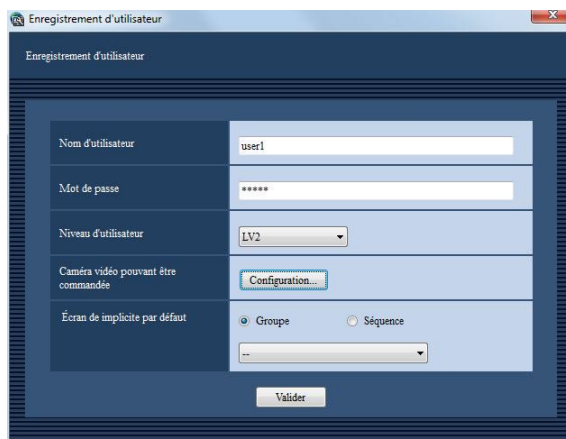 Enregistrement d'utilisateur
Enregistrement d'utilisateur
Nom d'utilisateur
user1
Mot de passe
*****
Niveau d'utilisateur
LV2
Caméra vidéo pouvant être
commandée
Configuration...
Écran de implicite par défaut
Groupe
Séquence
--
Valider